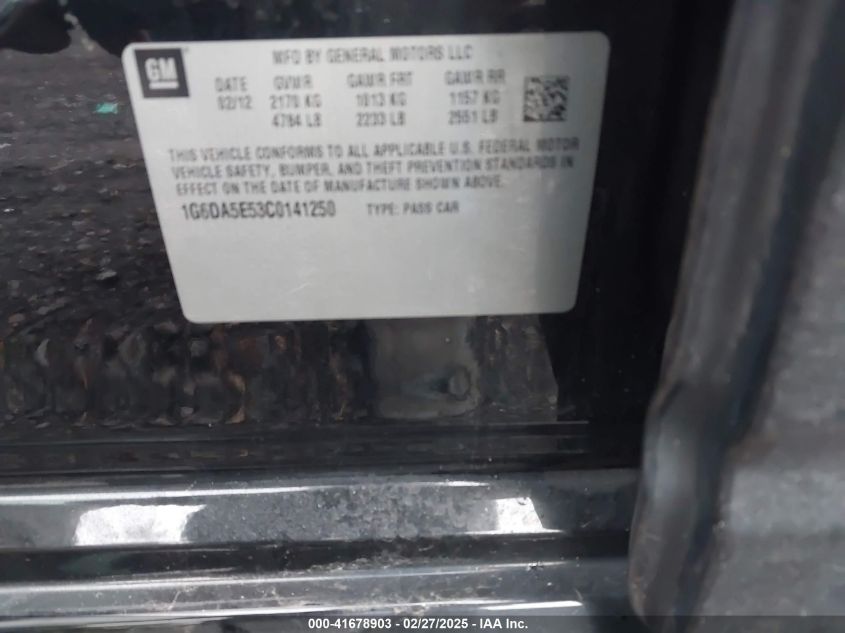 GM
MFD BY GENERAL MOTORS LLC
DATE GVWR GAWR FRT GAWR RR
02/12 2170 KG 1013 KG 1157 KG
4784 LB 2233 LB 2551 LB
THIS VEHICLE CONFORMS TO ALL APPLICABLE U.S. FEDERAL MOTOR
VEHICLE SAFETY, BUMPER, AND THEFT PREVENTION STANDARDS IN
EFFECT ON THE DATE OF MANUFACTURE SHOWN ABOVE.
1G6DA5E53C0141250 TYPE: PASS CAR
000-41678903 / 02/27/2025 - IAA Inc.